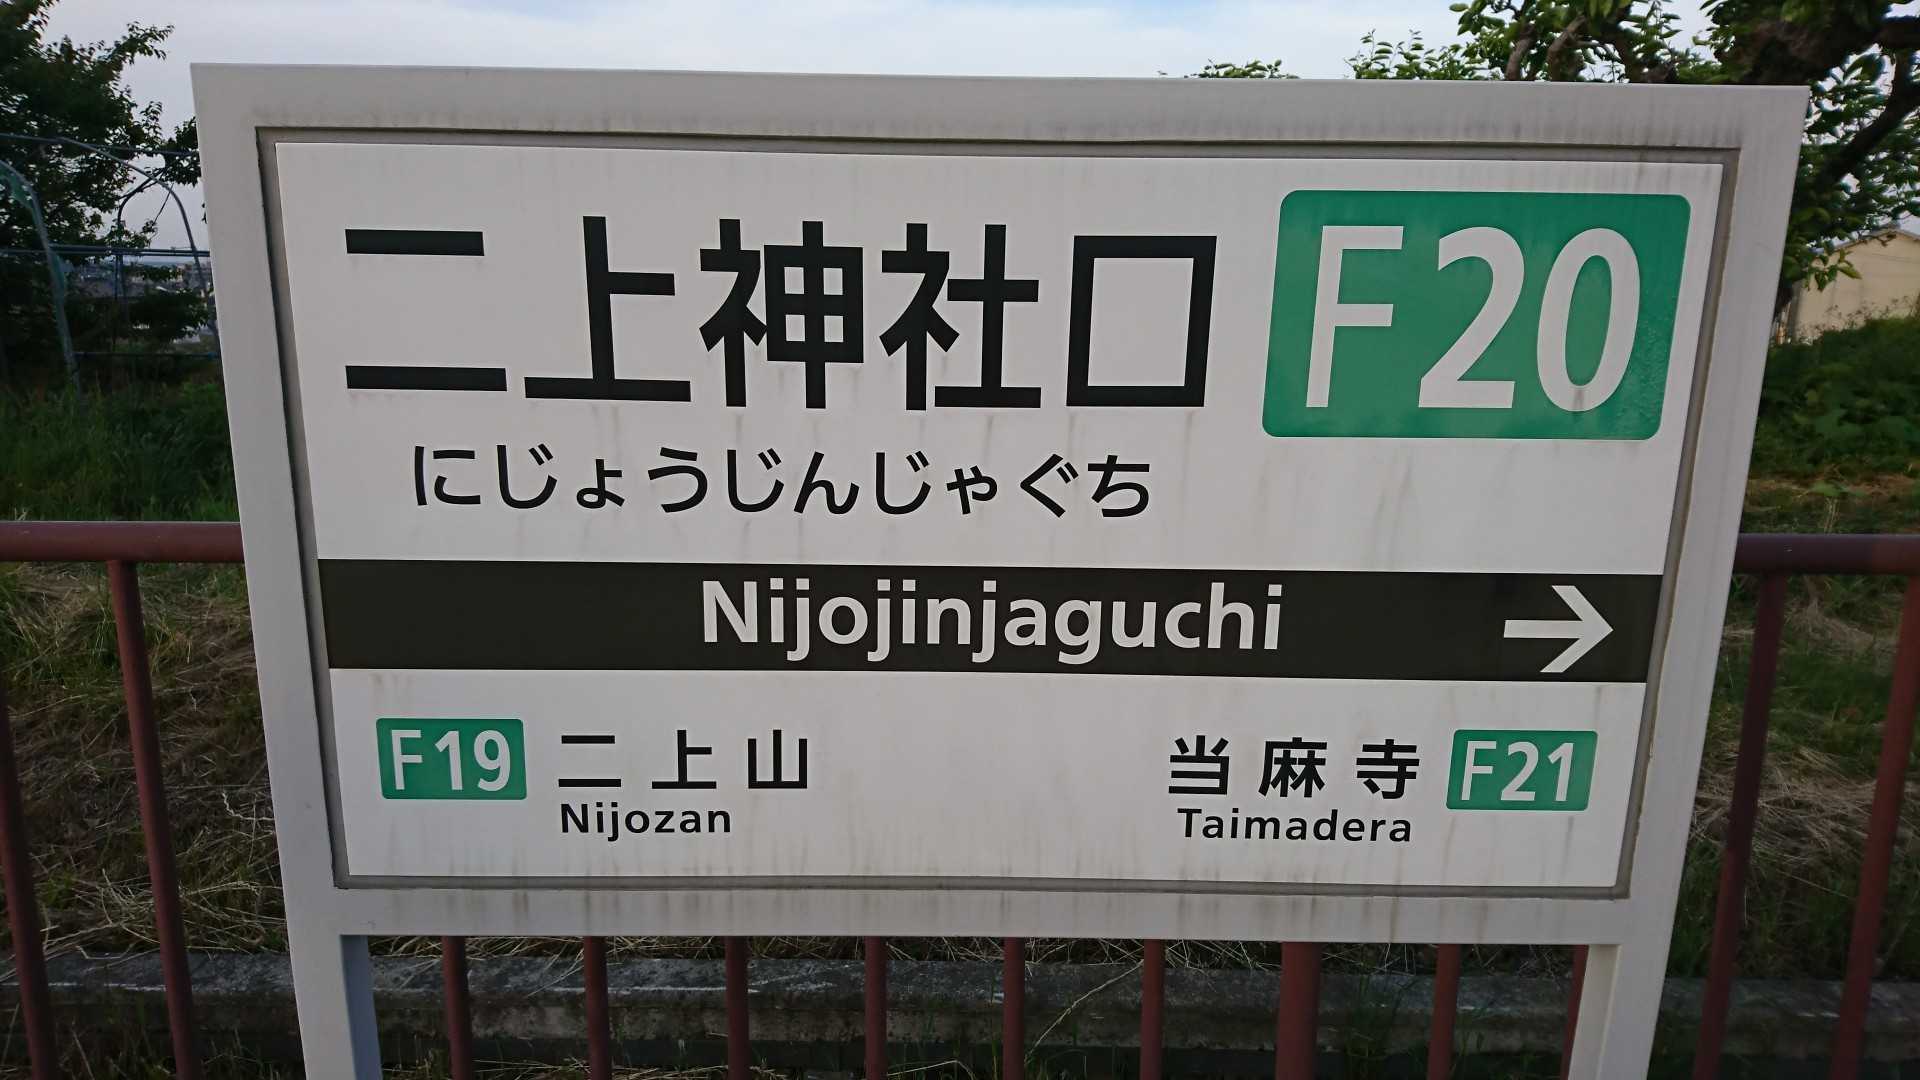 二上神社口 F20
にじょうじんじゃぐち
Nijojinjaguchi →
F19 二上山
Nijozan
当麻寺 F21
Taimadera